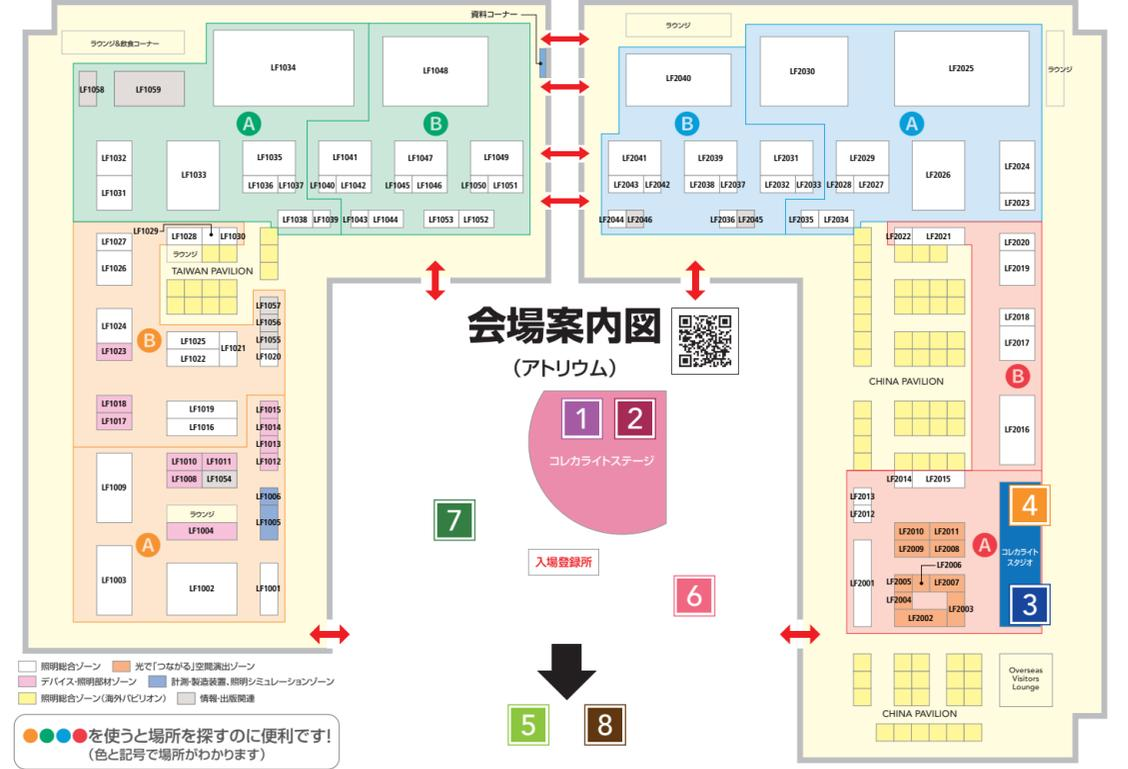 資料コーナー
ラウンジ&飲食コーナー
LF1034
LF1048
LF1058
LF1059
A
B
LF1032
LF1031
LF1033
LF1035
LF1036
LF1037
LF1041
LF1040
LF1042
LF1047
LF1045
LF1046
LF1049
LF1050
LF1051
LF1038
LF1039
LF1043
LF1044
LF1053
LF1052
LF1029
LF1028
LF1030
LF1027
LF1026
ラウンジ
TAIWAN PAVILION
LF1024
LF1023
B
LF1025
LF1022
LF1021
LF1057
LF1056
LF1055
LF1020
LF1018
LF1017
LF1019
LF1016
LF1015
LF1014
LF1013
LF1012
LF1009
LF1010
LF1011
LF1008
LF1054
LF1006
LF1005
ラウンジ
LF1004
A
LF1003
LF1002
LF1001
ラウンジ
LF2040
LF2030
LF2025
ラウンジ
B
A
LF2041
LF2043
LF2042
LF2039
LF2038
LF2037
LF2031
LF2032
LF2033
LF2029
LF2028
LF2027
LF2026
LF2024
LF2023
LF2044
LF2046
LF2036
LF2045
LF2035
LF2034
LF2022
LF2021
LF2020
LF2019
LF2018
LF2017
CHINA PAVILION
B
LF2016
LF2014
LF2015
LF2013
LF2012
LF2010
LF2011
LF2009
LF2008
A
LF2006
LF2005
LF2007
LF2004
LF2003
LF2002
LF2001
4
コレカライト
スタジオ
3
Overseas
Visitors
Lounge
CHINA PAVILION
会場案内図
(アトリウム)
1
2
コレカライトステージ
7
入場登録所
6
5
8
照明総合ゾーン
光で「つながる」空間演出ゾーン
デバイス・照明部材ゾーン
計測・製造装置、照明シミュレーションゾーン
照明総合ゾーン(海外パビリオン)
情報・出版関連
を使うと場所を探すのに便利です!
(色と記号で場所がわかります)